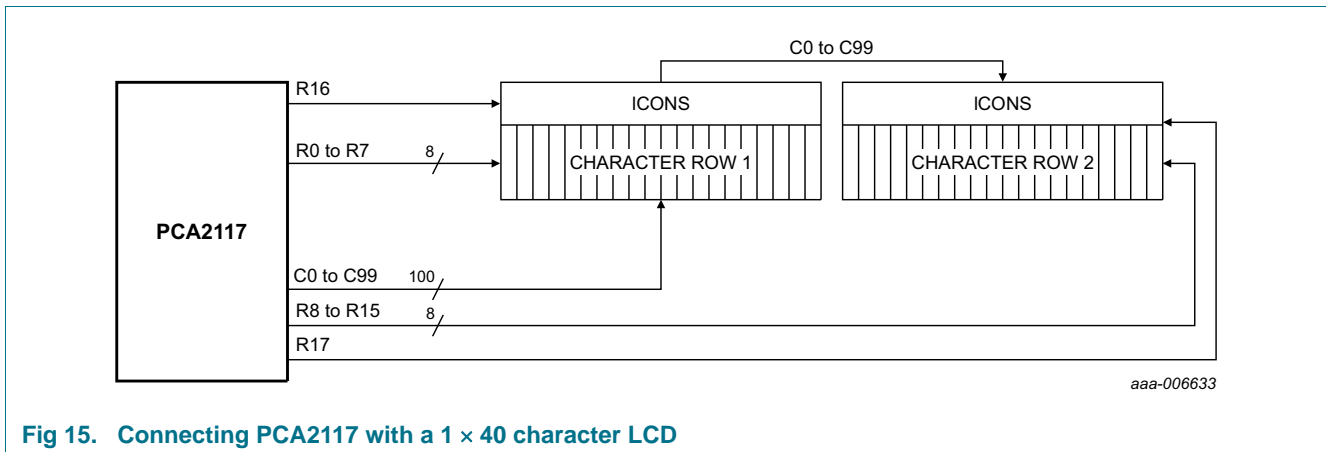 C0 to C99
R16
ICONS
ICONS
R0 to R7
8
CHARACTER ROW 1
CHARACTER ROW 2
PCA2117
C0 to C99
100
R8 to R15
8
R17
aaa-006633
Fig 15. Connecting PCA2117 with a 1 × 40 character LCD